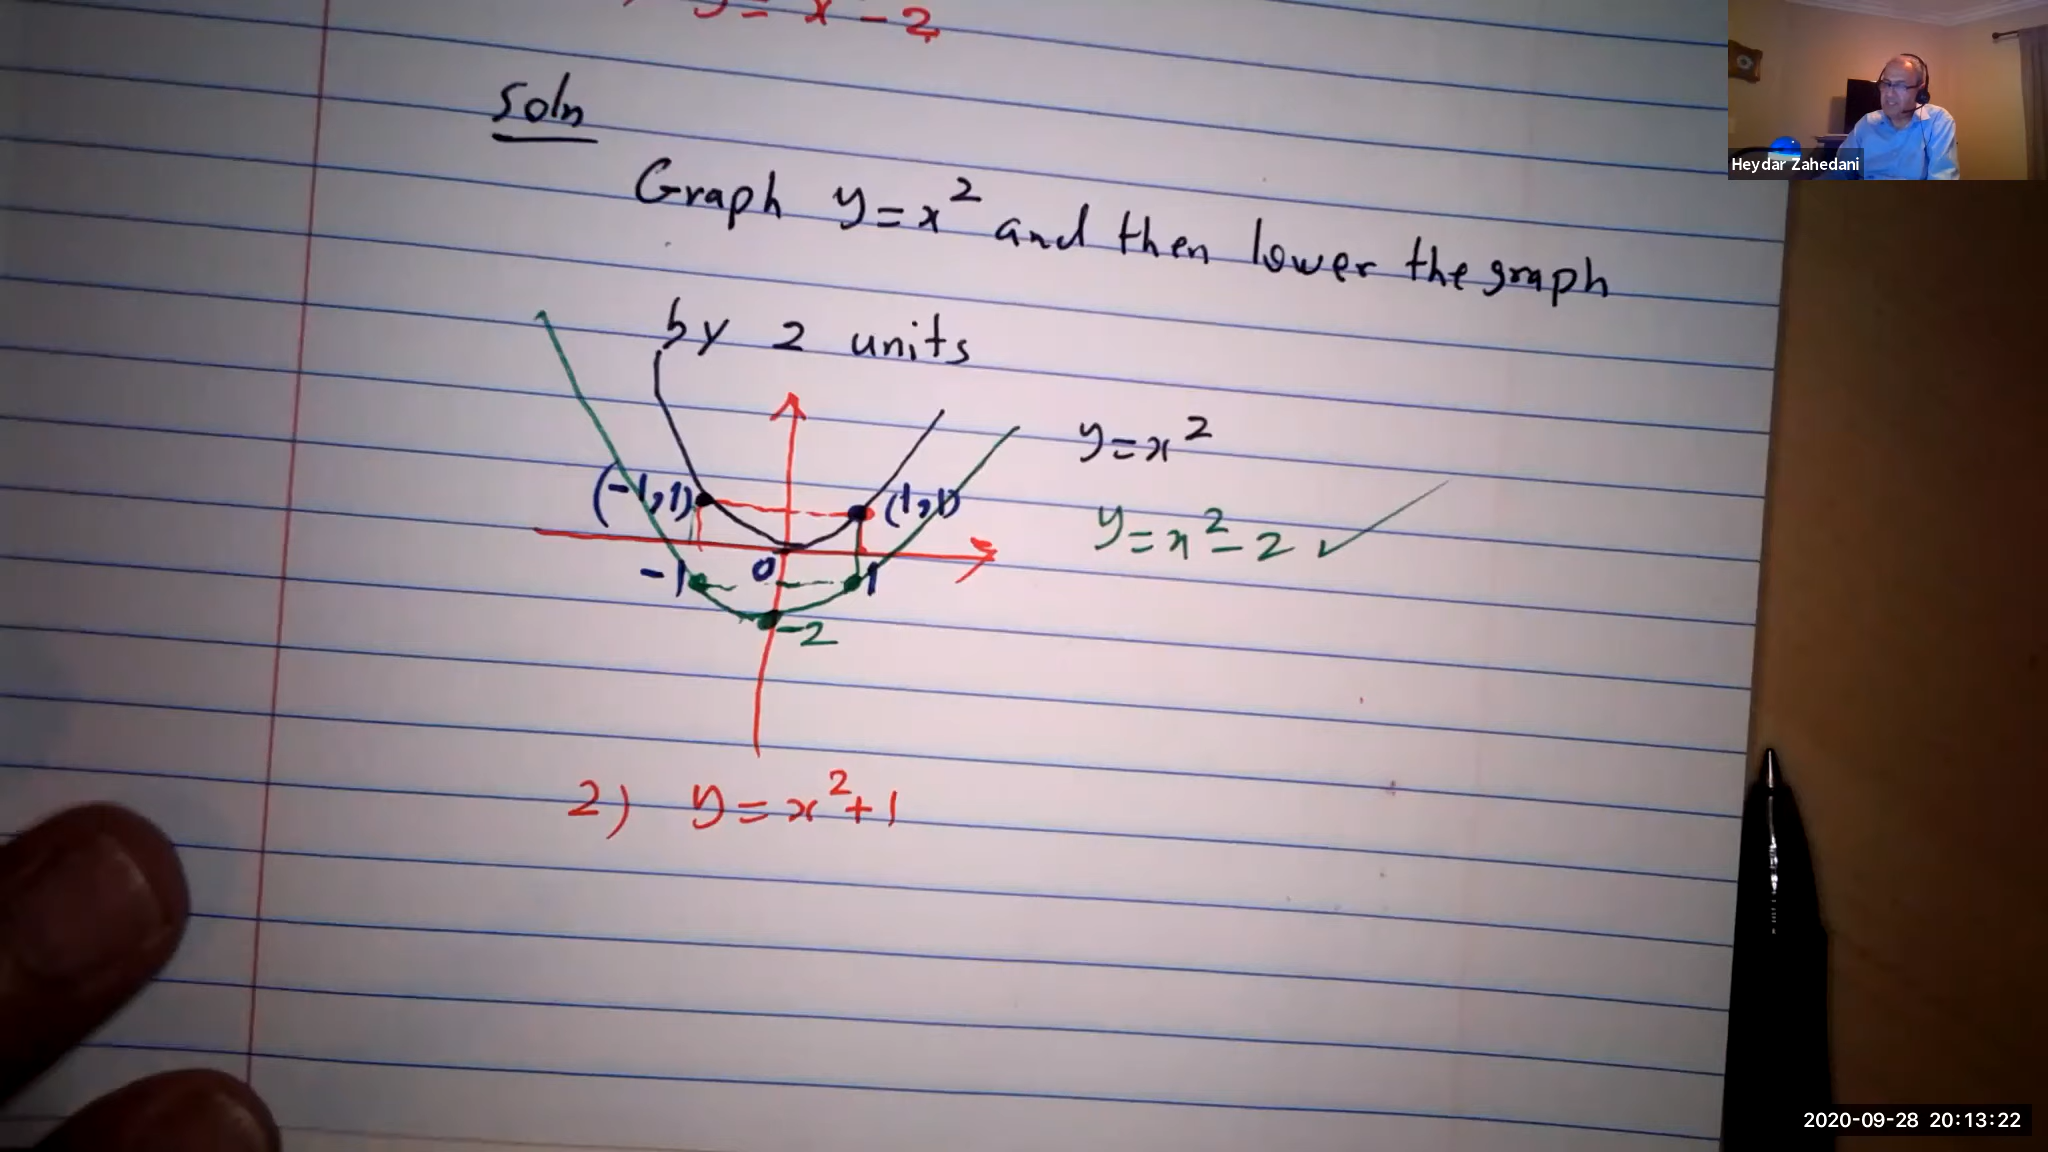 y = x - 2
Soln
Graph y = x² and then lower the graph
by 2 units
y = x²
(-1,1) (1,1)
y = x² - 2 ✓
-1 0 1
-2
2) y = x² + 1
Heydar Zahedani
2020-09-28 20:13:22